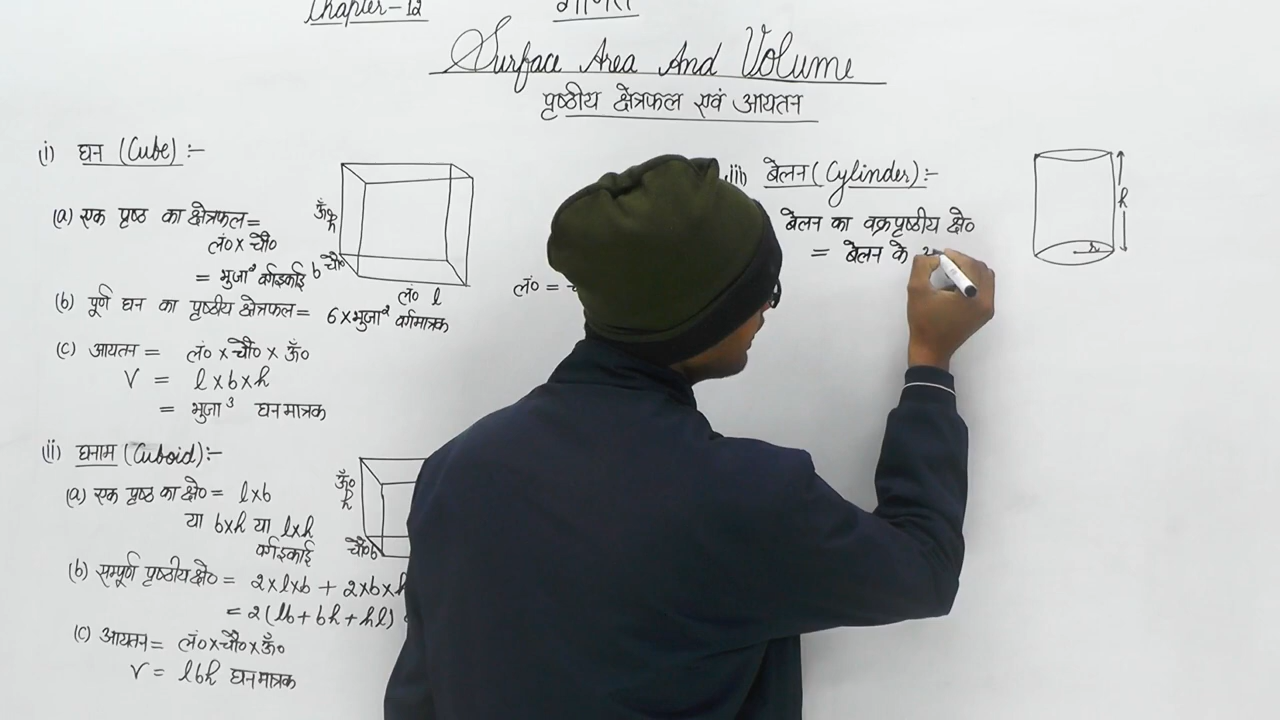 Chapter-12
गणित
Surface Area And Volume
पृष्ठीय क्षेत्रफल एवं आयतन
(i) घन (Cube) :-
(a) एक पृष्ठ का क्षेत्रफल =
लं० x चौ०
= भुजा² वर्गइकाई
(b) पूर्ण घन का पृष्ठीय क्षेत्रफल = 6 x भुजा² वर्गमात्रक
(c) आयतन = लं० x चौ० x ऊँ०
V = l x b x h
= भुजा³ घन मात्रक
ऊँ०
h
b चौ०
लं० l
लं० =
(ii) घनाभ (Cuboid) :-
(a) एक पृष्ठ का क्षे० = l x b
या b x h या l x h
वर्गइकाई
(b) सम्पूर्ण पृष्ठीय क्षे० = 2 x l x b + 2 x b x h
= 2 (lb + bh + hl)
(c) आयतन = लं० x चौ० x ऊँ०
V = lbh घन मात्रक
ऊँ०
h
चौ० b
iii) बेलन (Cylinder) :-
बेलन का वक्रपृष्ठीय क्षे०
= बेलन के
h
r